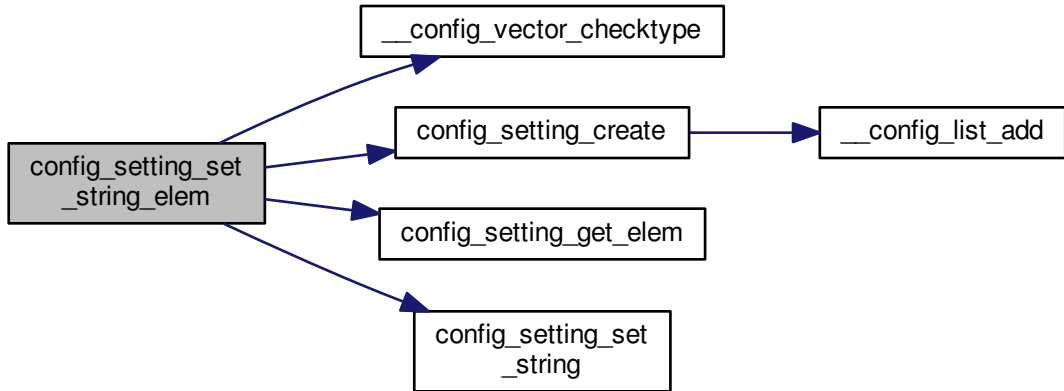 __config_vector_checktype
config_setting_create
__config_list_add
config_setting_set
_string_elem
config_setting_get_elem
config_setting_set
_string